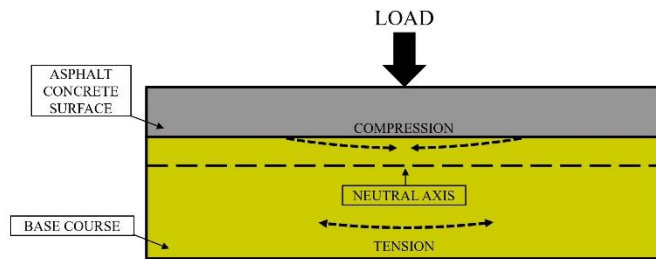 LOAD
ASPHALT
CONCRETE
SURFACE
COMPRESSION
NEUTRAL AXIS
BASE COURSE
TENSION